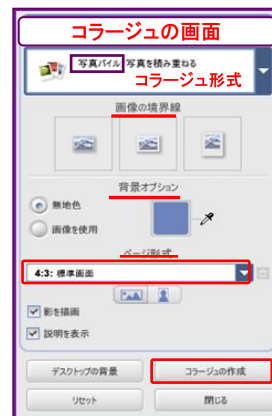 コラージュの画面
写真パイル: 写真を積み重ねる
コラージュ形式
画像の境界線
背景オプション
無地色
画像を使用
ページ形式
4:3: 標準画面
影を描画
説明を表示
デスクトップの背景 コラージュの作成
リセット 閉じる